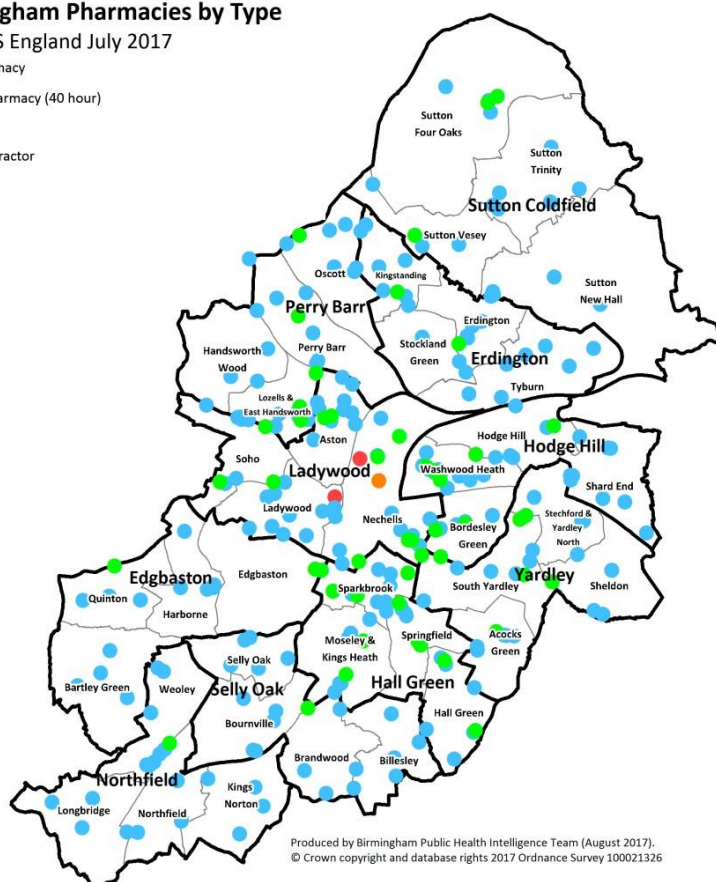 gham Pharmacies by Type
S England July 2017
macy
armacy (40 hour)
ractor
Sutton
Four Oaks
Sutton
Trinity
Sutton Coldfield
Sutton Vesey
Oscott
Kingstanding
Sutton
New Hall
Perry Barr
Erdington
Handsworth
Wood
Perry Barr
Stockland
Green
Erdington
Tyburn
Lozells &
East Handsworth
Aston
Hodge Hill
Hodge Hill
Soho
Ladywood
Washwood Heath
Shard End
Ladywood
Nechells
Bordesley
Green
Stechford &
Yardley
North
Edgbaston
Edgbaston
Sparkbrook
South Yardley
Yardley
Sheldon
Quinton
Harborne
Moseley &
Kings Heath
Springfield
Acocks
Green
Selly Oak
Bartley Green
Weoley
Selly Oak
Hall Green
Bournville
Hall Green
Brandwood
Billesley
Northfield
Kings
Norton
Longbridge
Northfield
Produced by Birmingham Public Health Intelligence Team (August 2017).
© Crown copyright and database rights 2017 Ordnance Survey 100021326